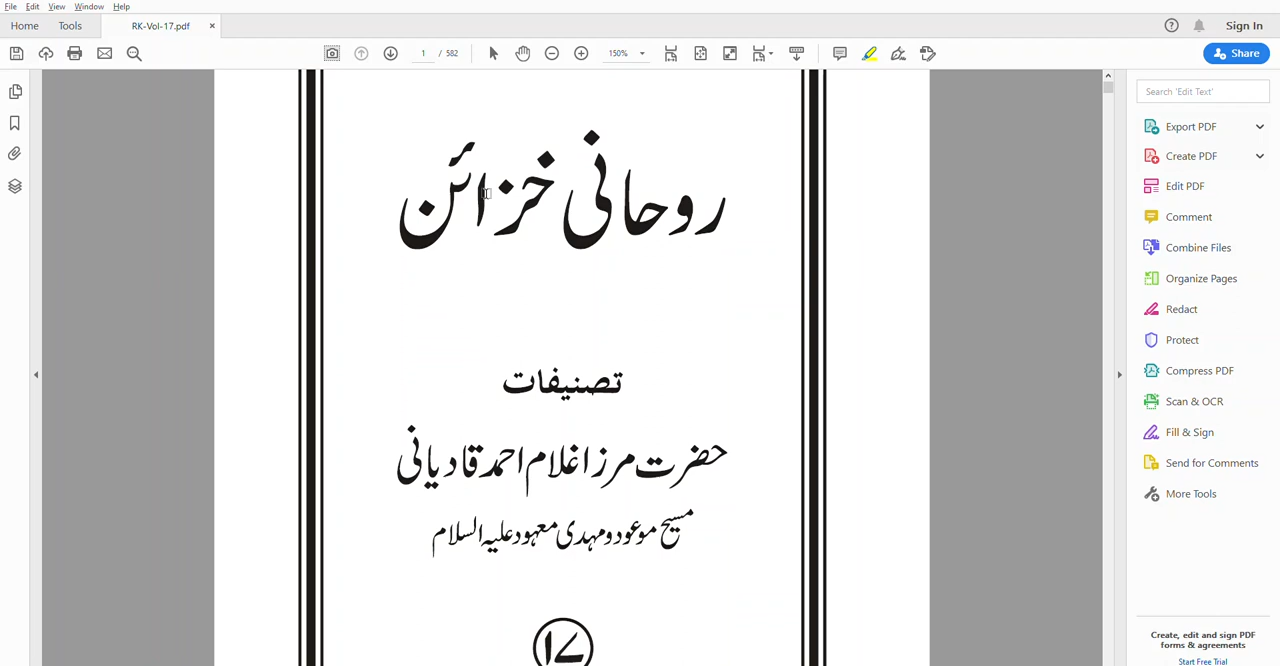 File Edit View Window Help
Home Tools RK-Vol-17.pdf × Sign In
1 / 582 150% Share
روحانی خزائن
تصنیفات
حضرت مرزا غلام احمد قادیانی
مسیح موعود و مہدی معہود علیہ السلام
۱۷
Search 'Edit Text'
Export PDF
Create PDF
Edit PDF
Comment
Combine Files
Organize Pages
Redact
Protect
Compress PDF
Scan & OCR
Fill & Sign
Send for Comments
More Tools
Create, edit and sign PDF
forms & agreements
Start Free Trial